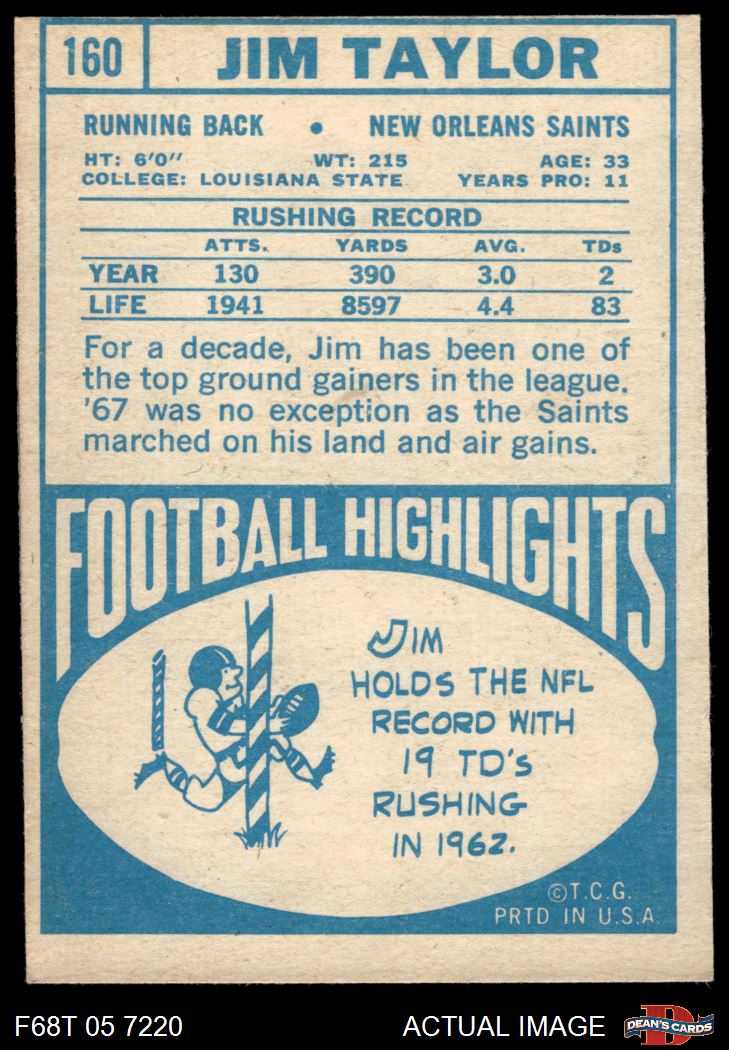 160 JIM TAYLOR
RUNNING BACK • NEW ORLEANS SAINTS
HT: 6'0" WT: 215 AGE: 33
COLLEGE: LOUISIANA STATE YEARS PRO: 11
RUSHING RECORD
ATTS. YARDS AVG. TDs
YEAR 130 390 3.0 2
LIFE 1941 8597 4.4 83
For a decade, Jim has been one of
the top ground gainers in the league.
'67 was no exception as the Saints
marched on his land and air gains.
FOOTBALL HIGHLIGHTS
JIM
HOLDS THE NFL
RECORD WITH
19 TD'S
RUSHING
IN 1962.
©T.C.G.
PRTD IN U.S.A.
F68T 05 7220 ACTUAL IMAGE D DEAN'S CARDS